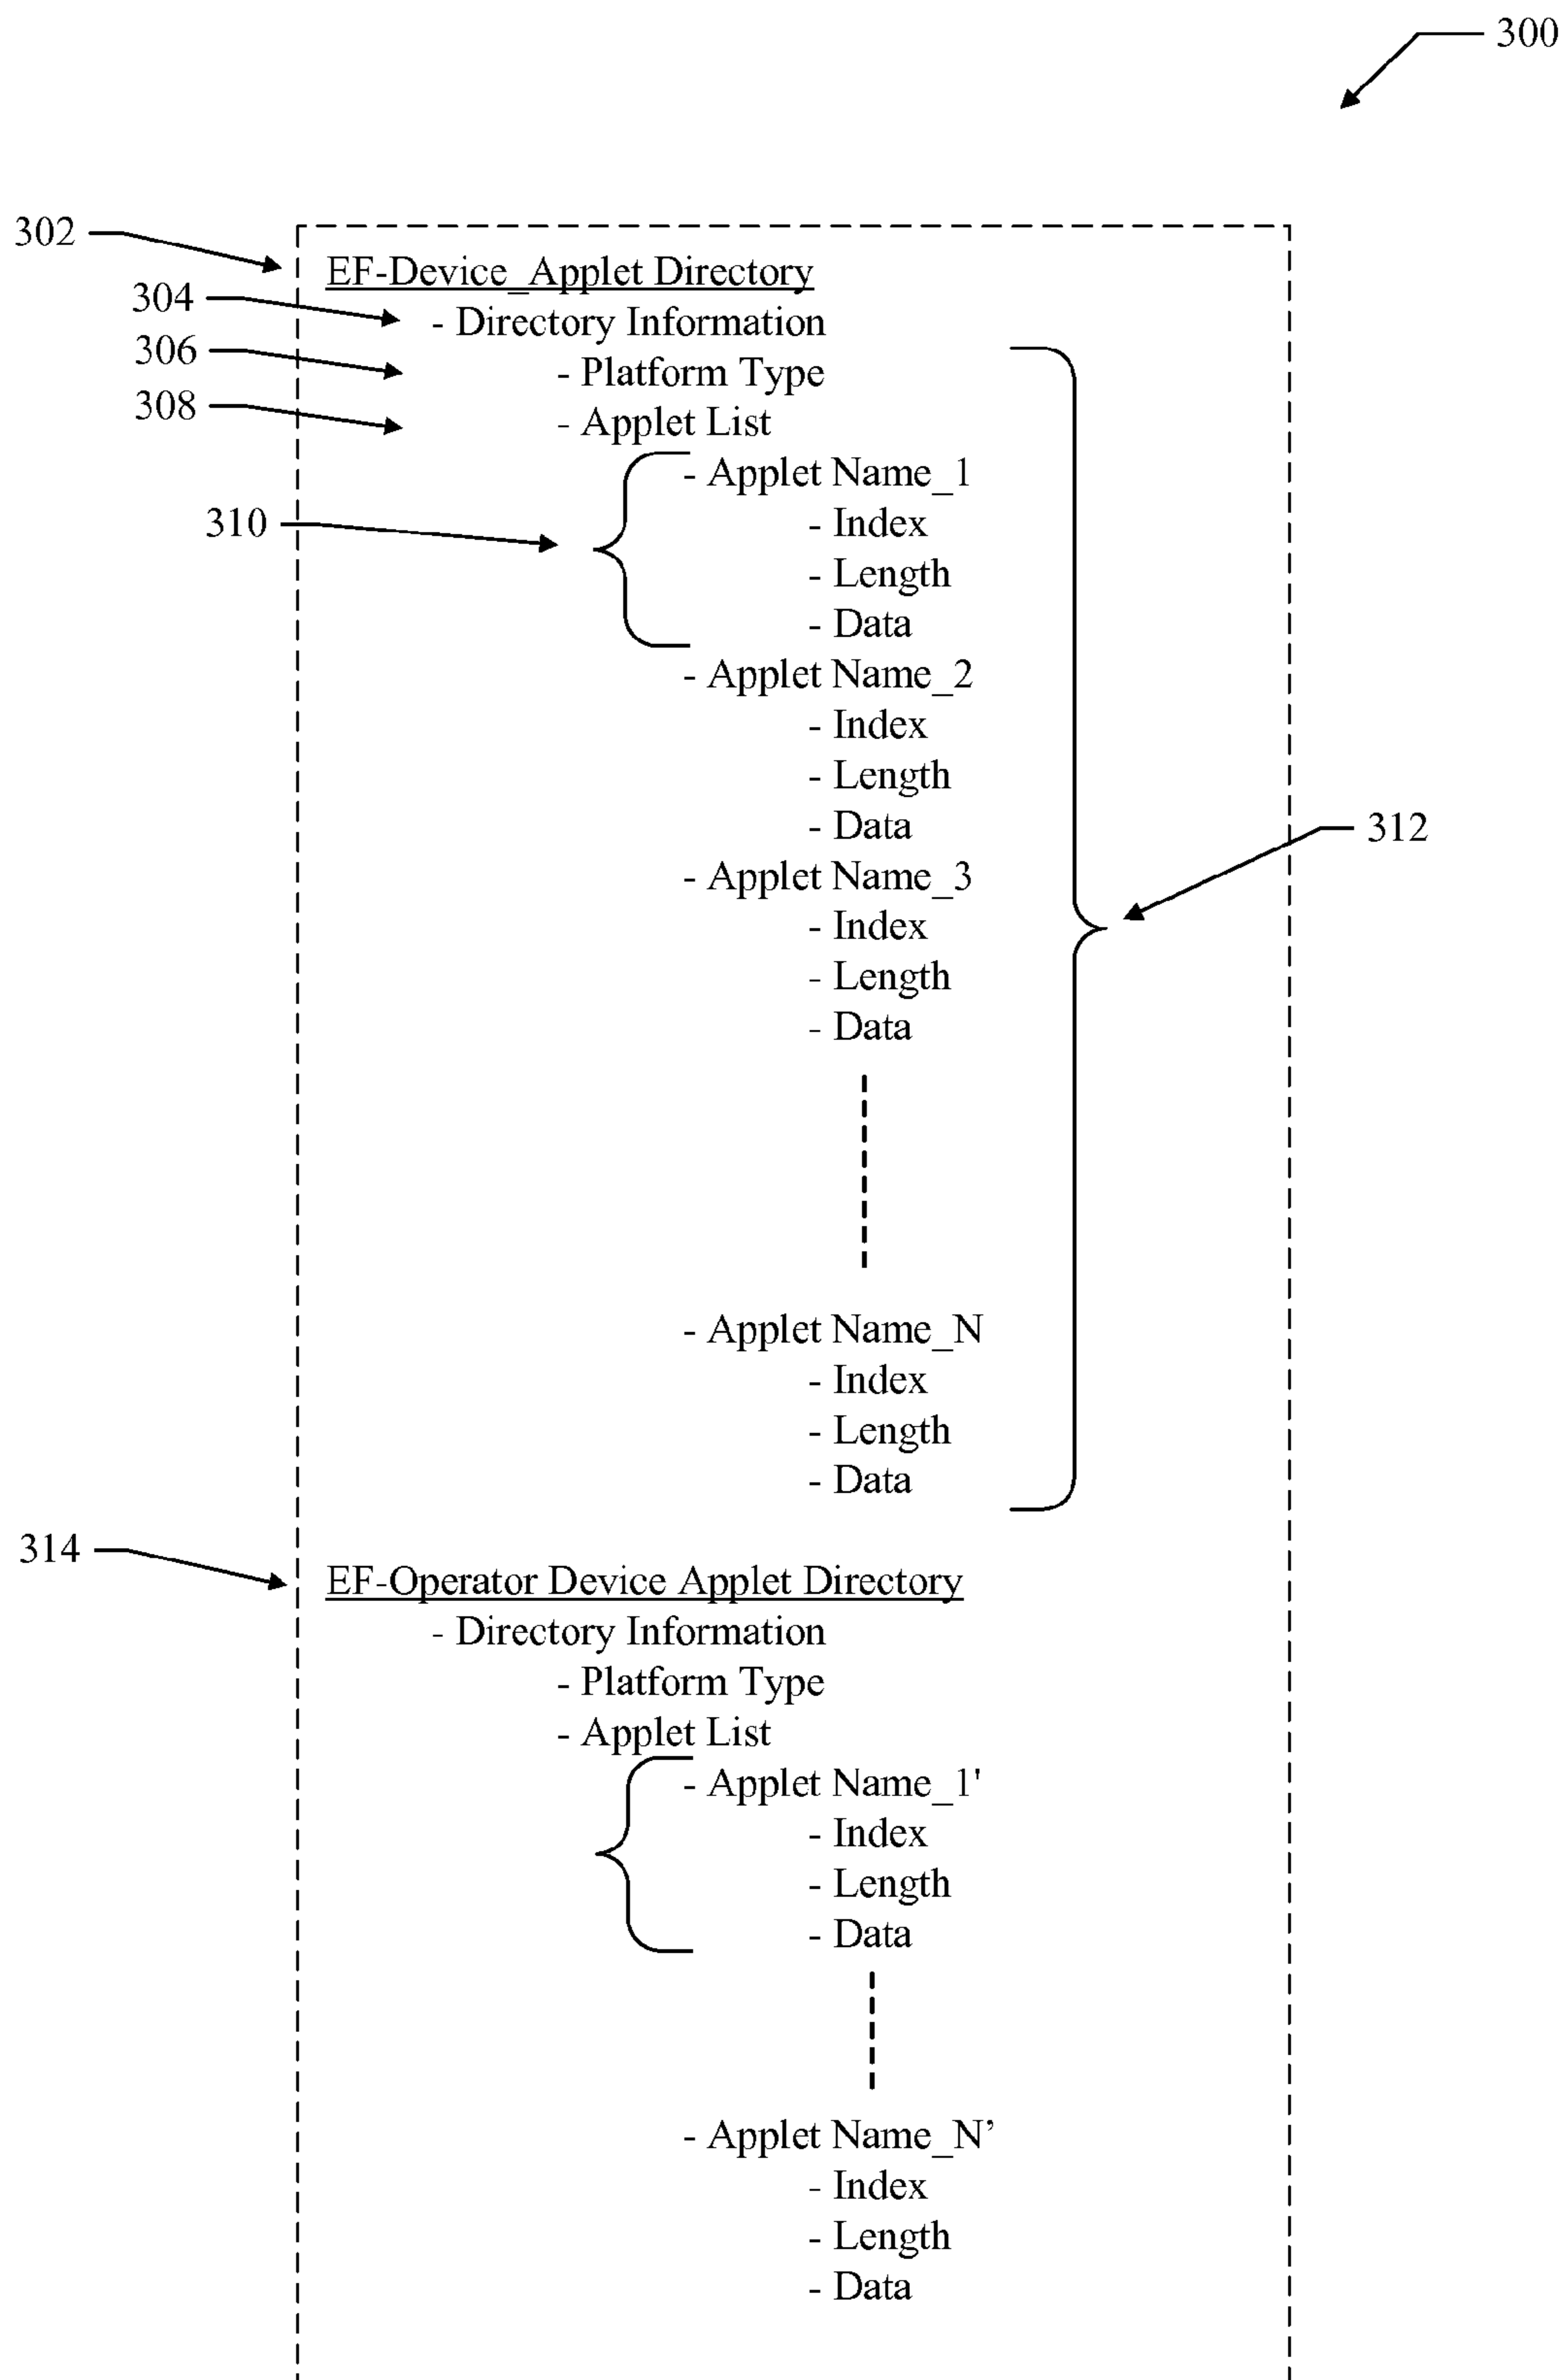 300
302
EF-Device_Applet Directory
304
- Directory Information
306
- Platform Type
308
- Applet List
- Applet Name_1
310
- Index
- Length
- Data
- Applet Name_2
- Index
- Length
- Data
312
- Applet Name_3
- Index
- Length
- Data
- Applet Name_N
- Index
- Length
- Data
314
EF-Operator Device Applet Directory
- Directory Information
- Platform Type
- Applet List
- Applet Name_1'
- Index
- Length
- Data
- Applet Name_N’
- Index
- Length
- Data